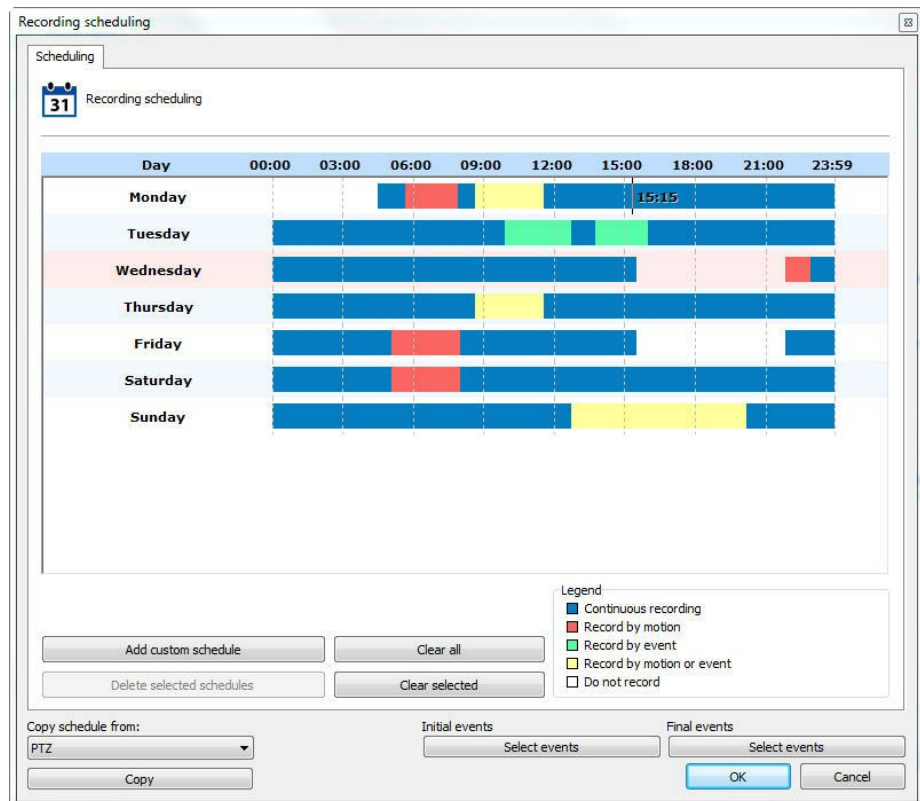 Recording scheduling
Scheduling
31 Recording scheduling
Day 00:00 03:00 06:00 09:00 12:00 15:00 18:00 21:00 23:59
Monday 15:15
Tuesday
Wednesday
Thursday
Friday
Saturday
Sunday
Legend
Continuous recording
Record by motion
Record by event
Record by motion or event
Do not record
Add custom schedule Clear all
Delete selected schedules Clear selected
Copy schedule from: Initial events Final events
PTZ Select events Select events
Copy OK Cancel